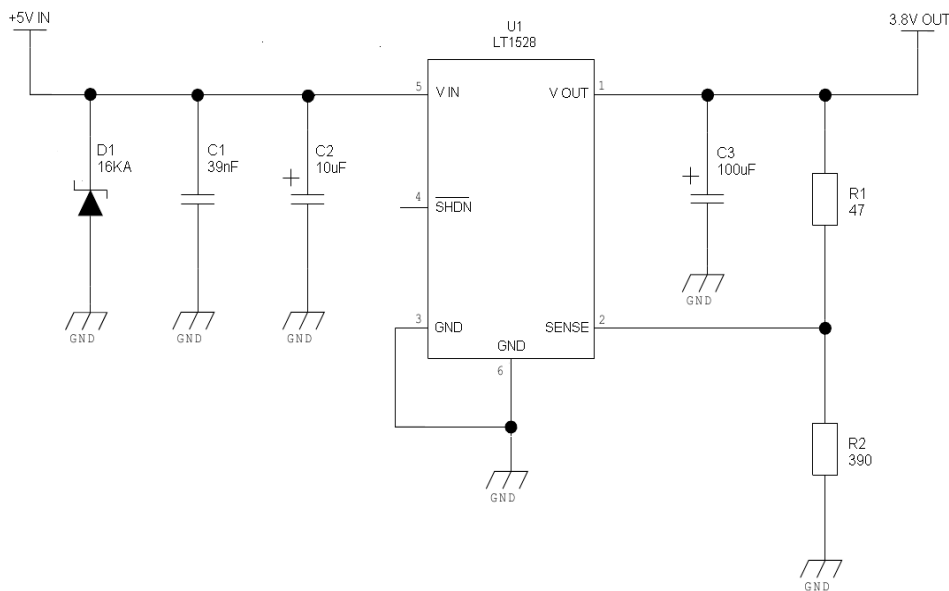 +5V IN
3.8V OUT
U1
LT1528
5
V IN
V OUT
1
D1
16KA
C1
39nF
C2
10uF
+
C3
100uF
+
4
SHDN
R1
47
GND
3
GND
SENSE
2
GND
GND
GND
GND
6
R2
390
GND
GND